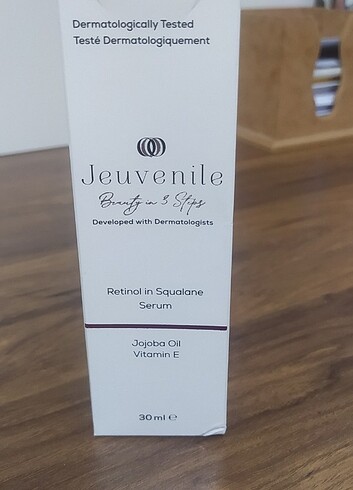 Dermatologically Tested
Testé Dermatologiquement
Jeuvenile
Beauty in 3 Steps
Developed with Dermatologists
Retinol in Squalane
Serum
Jojoba Oil
Vitamin E
30 ml ℮